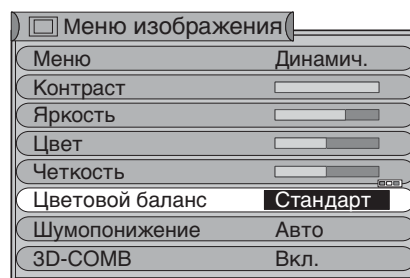 Меню изображения
Меню Динамич.
Контраст
Яркость
Цвет
Четкость
Цветовой баланс Стандарт
Шумопонижение Авто
3D-COMB Вкл.